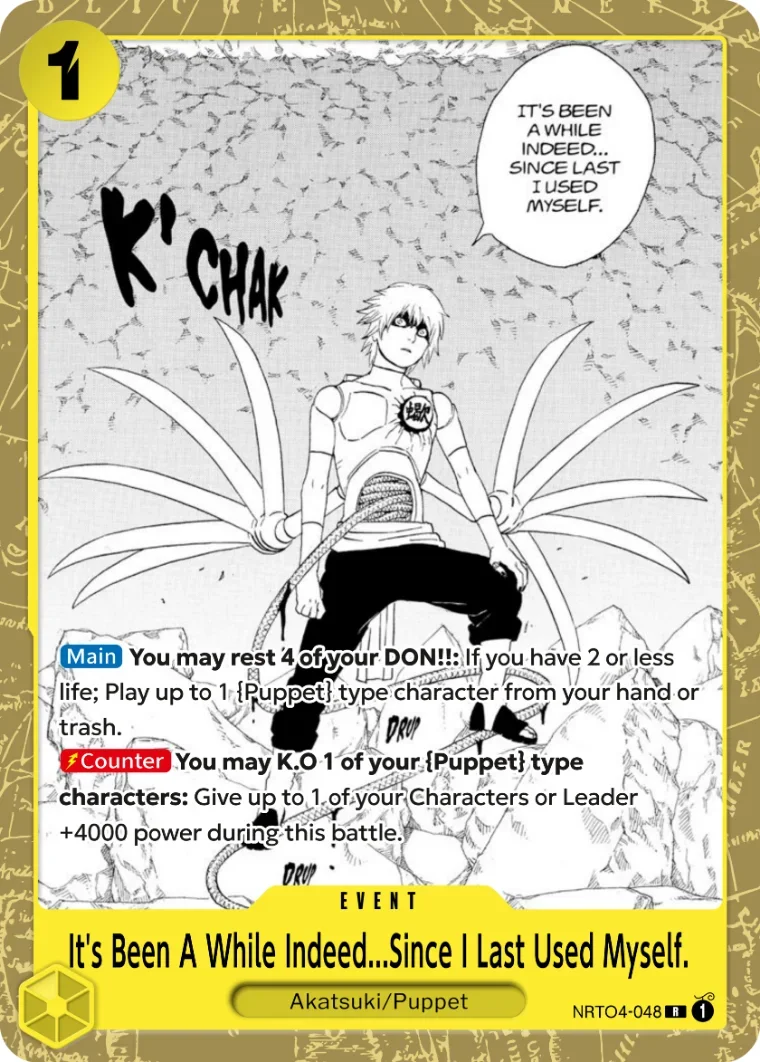 1
IT'S BEEN
A WHILE
INDEED...
SINCE LAST
I USED
MYSELF.
K'CHAK
Main You may rest 4 of your DON!!: If you have 2 or less
life; Play up to 1 {Puppet} type character from your hand or
trash.
Counter You may K.O 1 of your {Puppet} type
characters: Give up to 1 of your Characters or Leader
+4000 power during this battle.
DRUP
DRUP
EVENT
It's Been A While Indeed...Since I Last Used Myself.
Akatsuki/Puppet
NRTO4-048 R 1